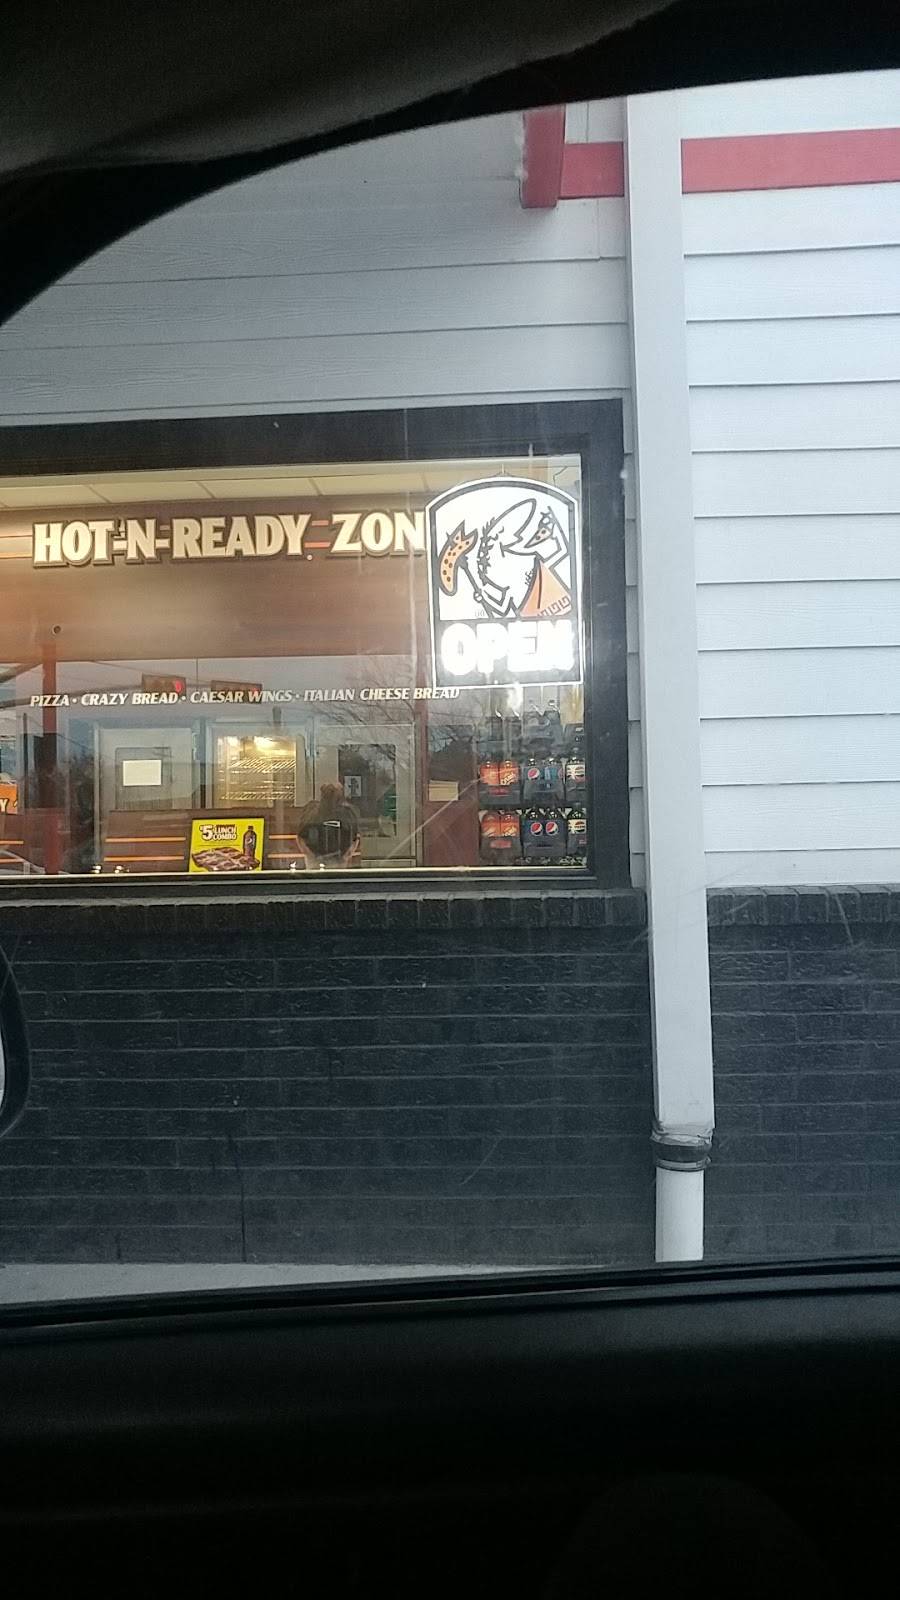 HOT-N-READY ZON
OPEN
PIZZA · CRAZY BREAD · CAESAR WINGS · ITALIAN CHEESE BREAD
$5 LUNCH
COMBO